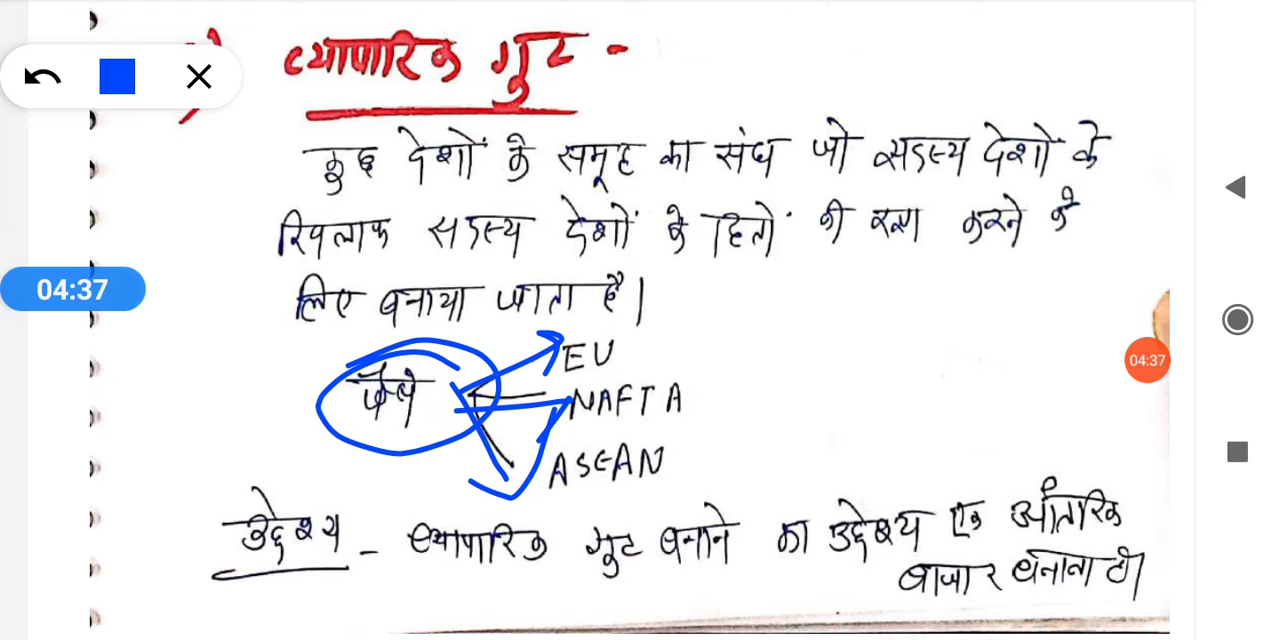 व्यापारिक गुट -
कुछ देशों के समूह का संघ जो सदस्य देशों के
खिलाफ सदस्य देशों के हितों की रक्षा करने के
लिए बनाया जाता है।
04:37
04:37
जैसे
EU
NAFTA
ASEAN
उद्देश्य - व्यापारिक गुट बनाने का उद्देश्य एक आंतरिक
बाजार बनाना है।